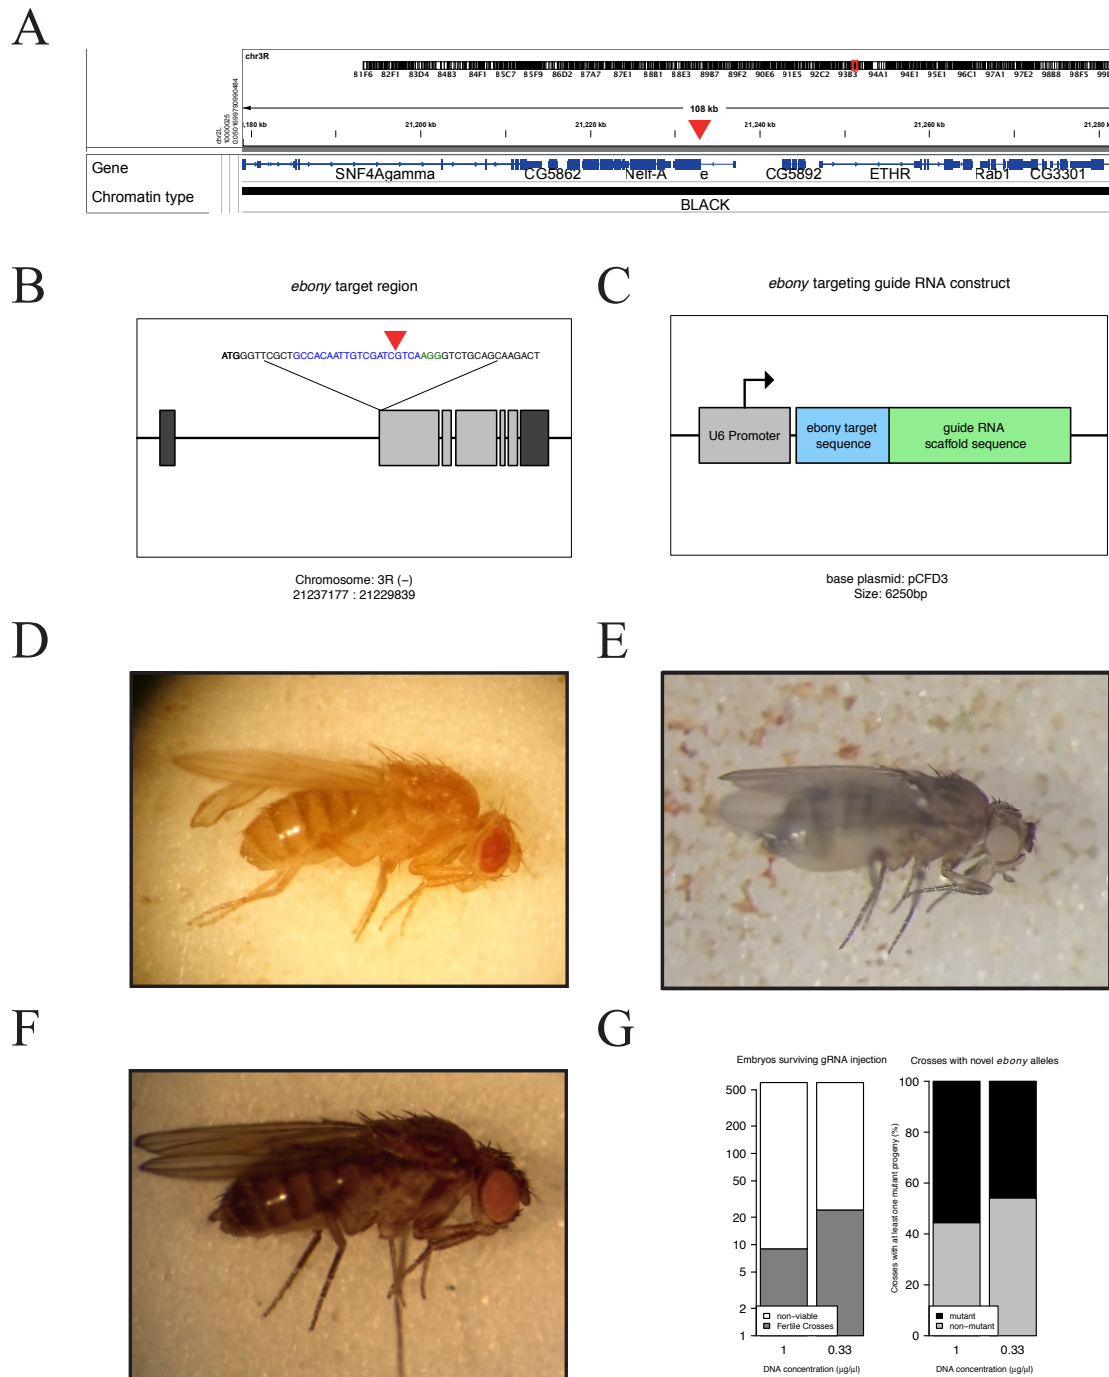 A
chr3R
81F6 82F1 83D4 84B3 84F1 85C7 85F9 86D2 87A7 87E1 88B1 88E3 89B7 89F2 90E6 91E5 92C2 93B3 94A1 94E1 95E1 96C1 97A1 97E2 98B8 98F5
108 kb
,180 kb 21,200 kb 21,220 kb 21,240 kb 21,260 kb 21,280
chr2L
1000025
Gene
SNF4Agamma CG5862 Nelf-A e CG5892 ETHR Rab1 CG3301
Chromatin type
BLACK
B
ebony target region
ATGGGTTCGCTGCCACAATTGTCGATCGTCAAGGGTCTGCAGCAAGACT
Chromosome: 3R (−)
21237177 : 21229839
C
ebony targeting guide RNA construct
U6 Promoter
ebony target
sequence
guide RNA
scaffold sequence
base plasmid: pCFD3
Size: 6250bp
D
E
F
G
Embryos surviving gRNA injection
500
200
100
50
20
10
5
2
1
non−viable
Fertile Crosses
1 0.33
DNA concentration (µg/µl)
Crosses with novel ebony alleles
Crosses with at least one mutant progeny (%)
100
80
60
40
20
0
mutant
non−mutant
1 0.33
DNA concentration (µg/µl)